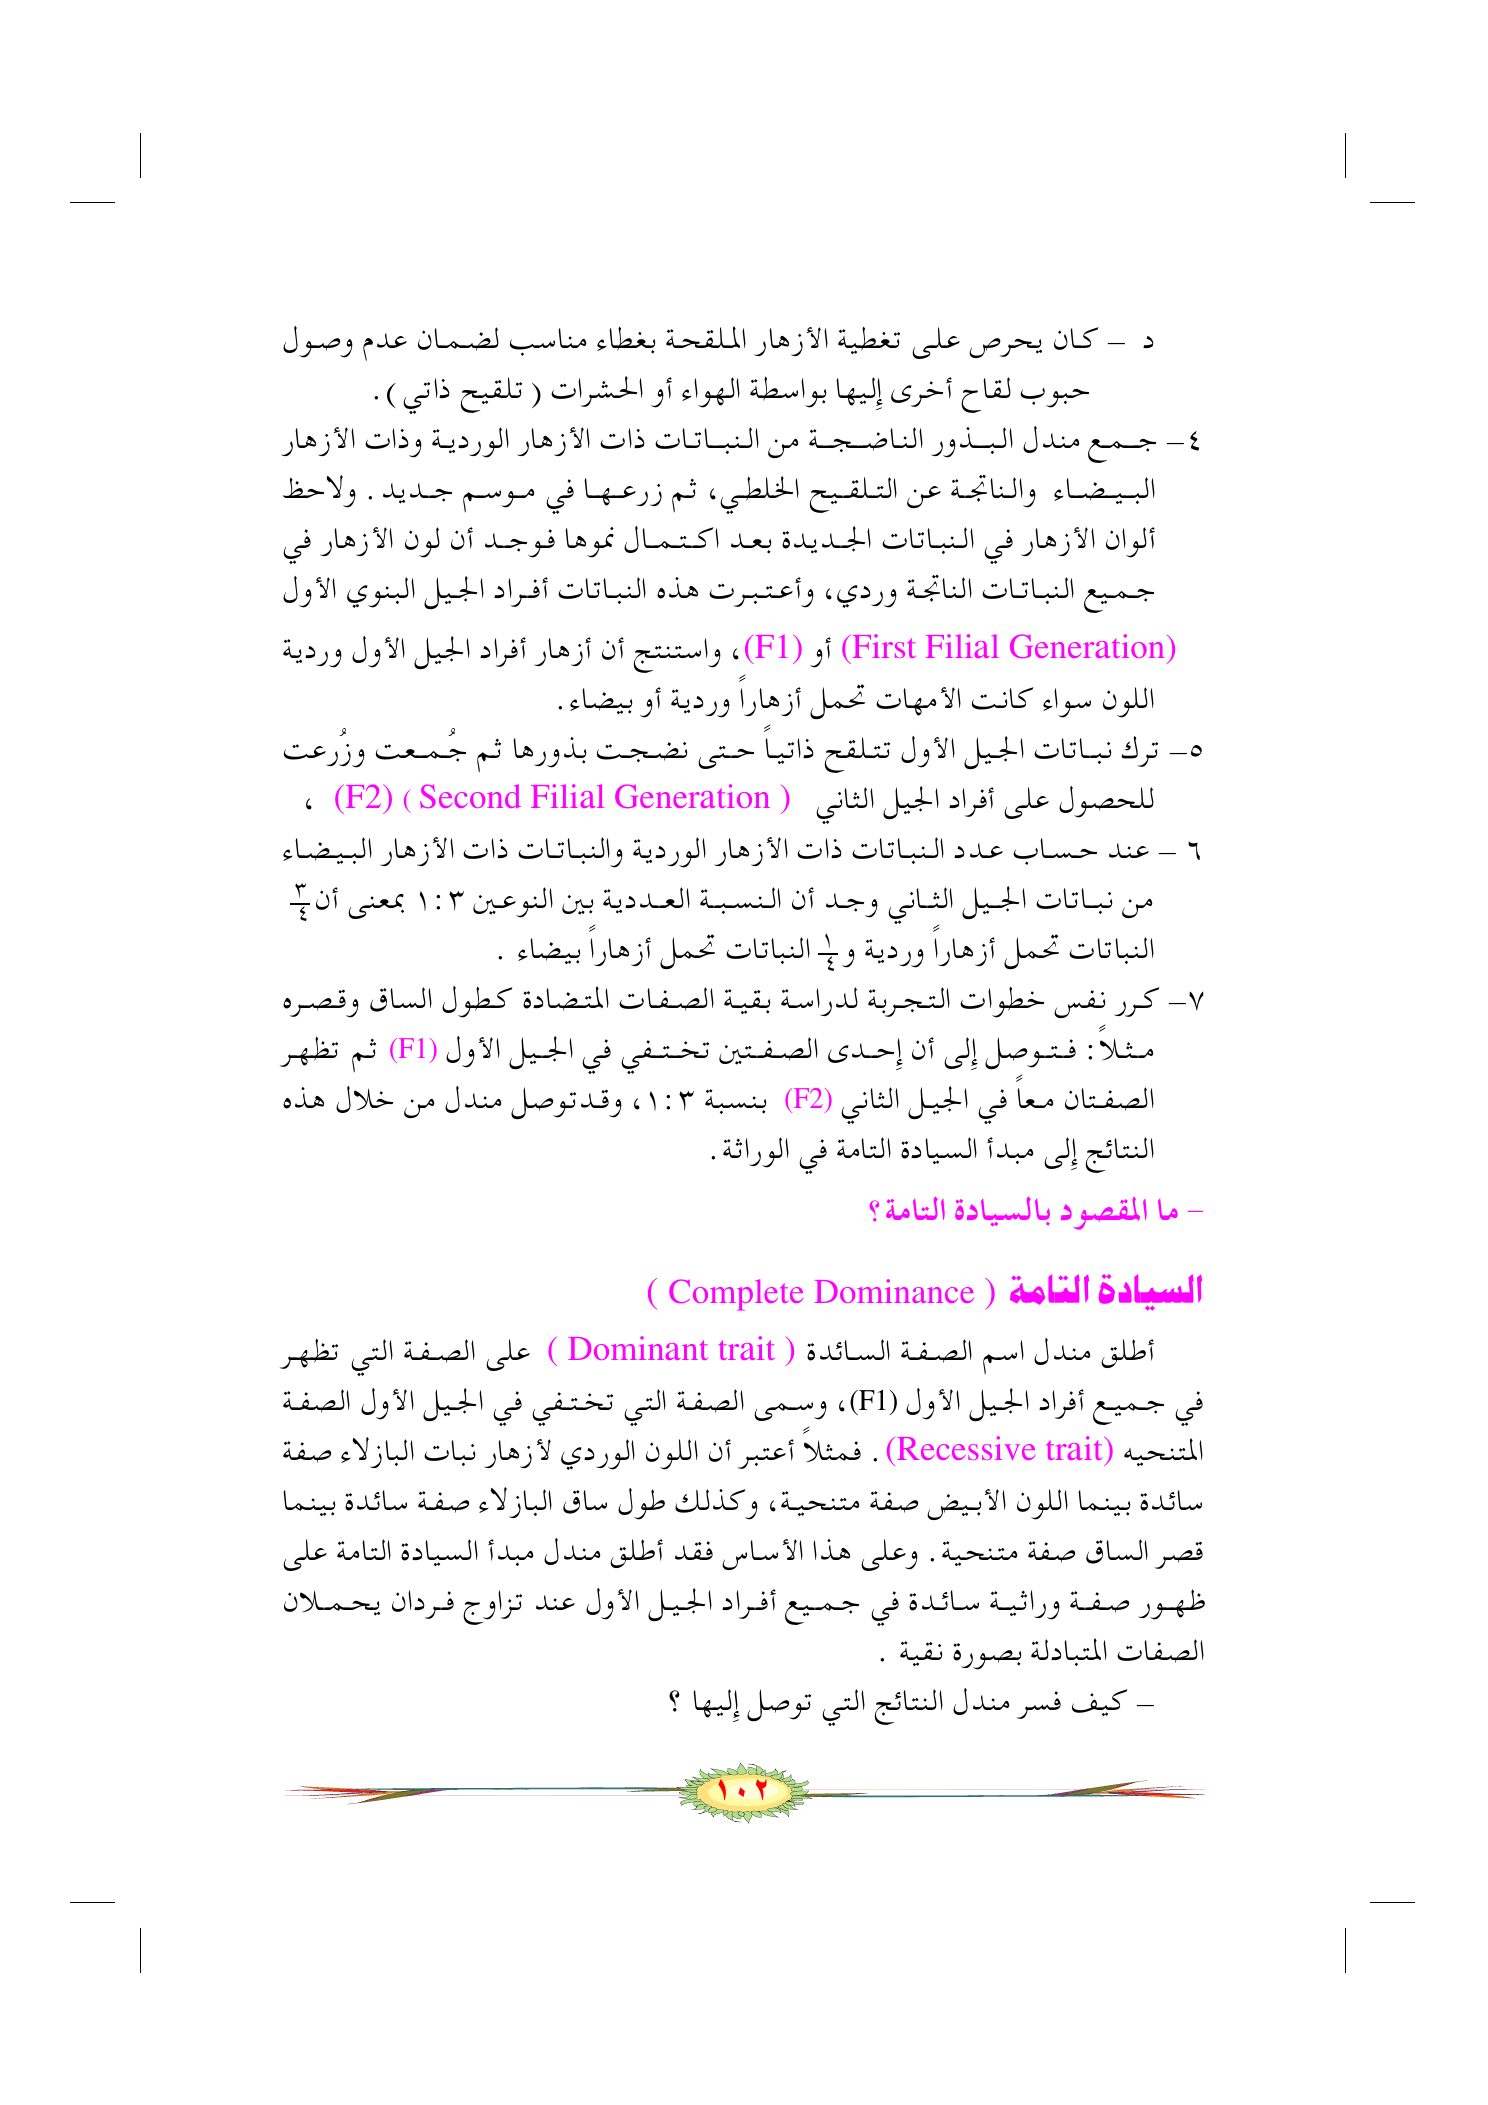 د – كان يحرص على تغطية الأزهار الملقحة بغطاء مناسب لضمان عدم وصول
حبوب لقاح أخرى إِليها بواسطة الهواء أو الحشرات ( تلقيح ذاتي ) .
٤– جمع مندل البذور الناضجة من النباتات ذات الأزهار الوردية وذات الأزهار
البيضاء والناتجة عن التلقيح الخلطي، ثم زرعها في موسم جديد . ولاحظ
ألوان الأزهار في النباتات الجديدة بعد اكتمال نموها فوجد أن لون الأزهار في
جميع النباتات الناتجة وردي، وأعتبرت هذه النباتات أفراد الجيل البنوي الأول
(First Filial Generation) أو (F1)، واستنتج أن أزهار أفراد الجيل الأول وردية
اللون سواء كانت الأمهات تحمل أزهاراً وردية أو بيضاء.
٥– ترك نباتات الجيل الأول تتلقح ذاتياً حتى نضجت بذورها ثم جُمعت وزُرعت
للحصول على أفراد الجيل الثاني ( Second Filial Generation ) (F2) ،
٦ – عند حساب عدد النباتات ذات الأزهار الوردية والنباتات ذات الأزهار البيضاء
من نباتات الجيل الثاني وجد أن النسبة العددية بين النوعين ٣ : ١ بمعنى أن ٣/٤
النباتات تحمل أزهاراً وردية و ١/٤ النباتات تحمل أزهاراً بيضاء .
٧– كرر نفس خطوات التجربة لدراسة بقية الصفات المتضادة كطول الساق وقصره
مثلاً : فتوصل إِلى أن إِحدى الصفتين تختفي في الجيل الأول (F1) ثم تظهر
الصفتان معاً في الجيل الثاني (F2) بنسبة ٣ : ١، وقدتوصل مندل من خلال هذه
النتائج إِلى مبدأ السيادة التامة في الوراثة .
– ما المقصود بالسيادة التامة؟
السيادة التامة ( Complete Dominance )
أطلق مندل اسم الصفة السائدة ( Dominant trait ) على الصفة التي تظهر
في جميع أفراد الجيل الأول (F1)، وسمى الصفة التي تختفي في الجيل الأول الصفة
المتنحيه (Recessive trait) . فمثلاً أعتبر أن اللون الوردي لأزهار نبات البازلاء صفة
سائدة بينما اللون الأبيض صفة متنحية، وكذلك طول ساق البازلاء صفة سائدة بينما
قصر الساق صفة متنحية . وعلى هذا الأساس فقد أطلق مندل مبدأ السيادة التامة على
ظهور صفة وراثية سائدة في جميع أفراد الجيل الأول عند تزاوج فردان يحملان
الصفات المتبادلة بصورة نقية .
– كيف فسر مندل النتائج التي توصل إِليها ؟
١٠٢